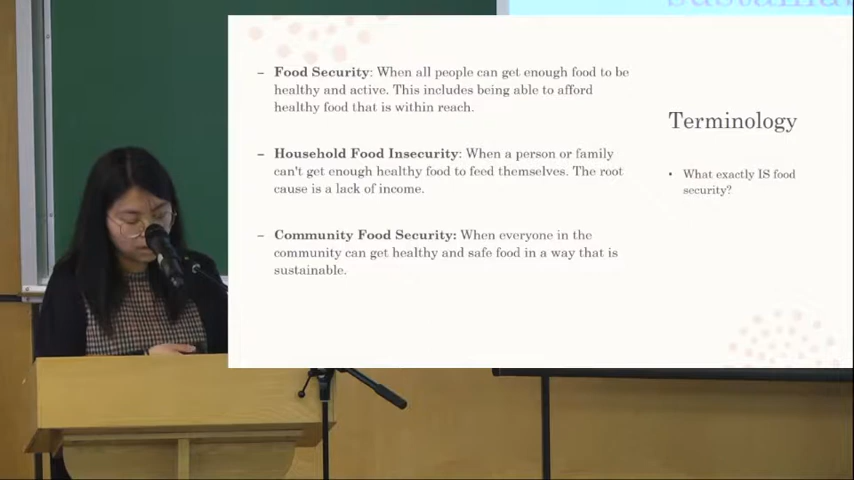 – Food Security: When all people can get enough food to be
healthy and active. This includes being able to afford
healthy food that is within reach.
– Household Food Insecurity: When a person or family
can't get enough healthy food to feed themselves. The root
cause is a lack of income.
– Community Food Security: When everyone in the
community can get healthy and safe food in a way that is
sustainable.
Terminology
• What exactly IS food
security?